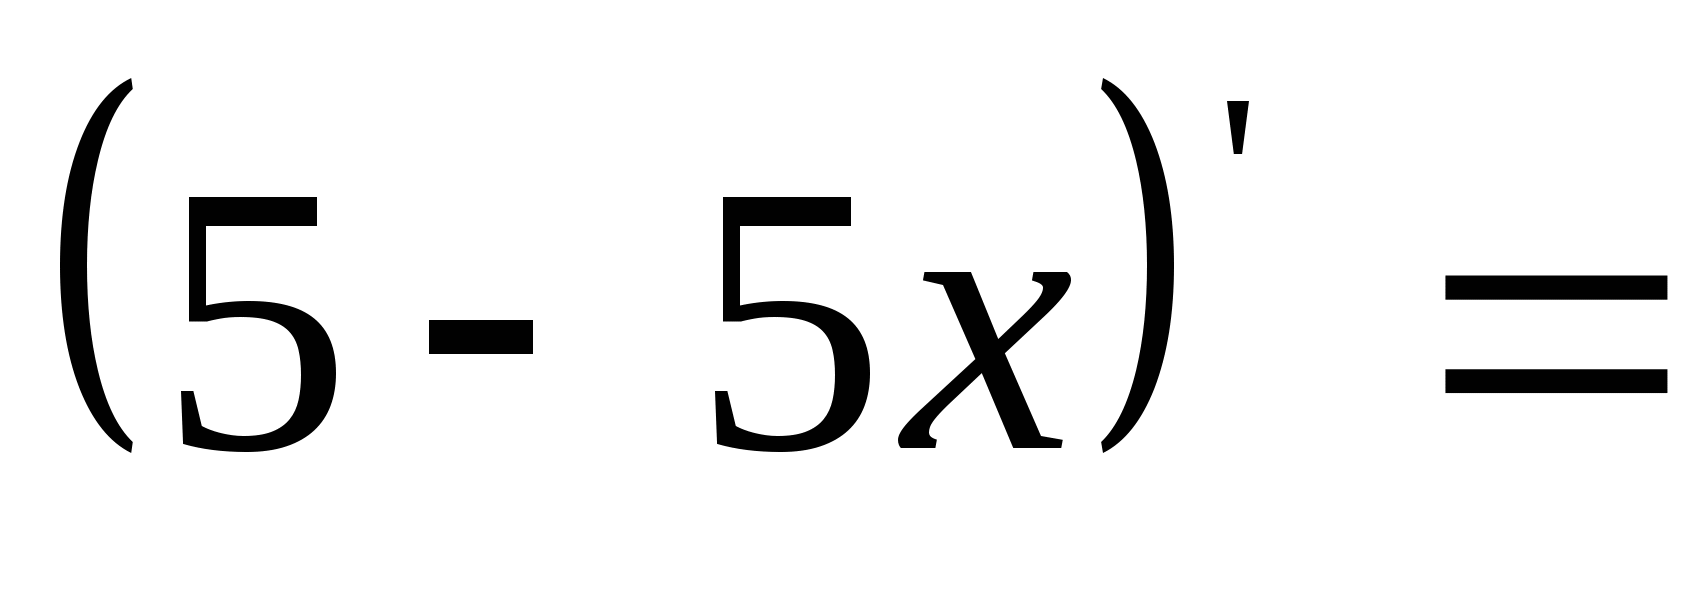 (5- 5x)' =